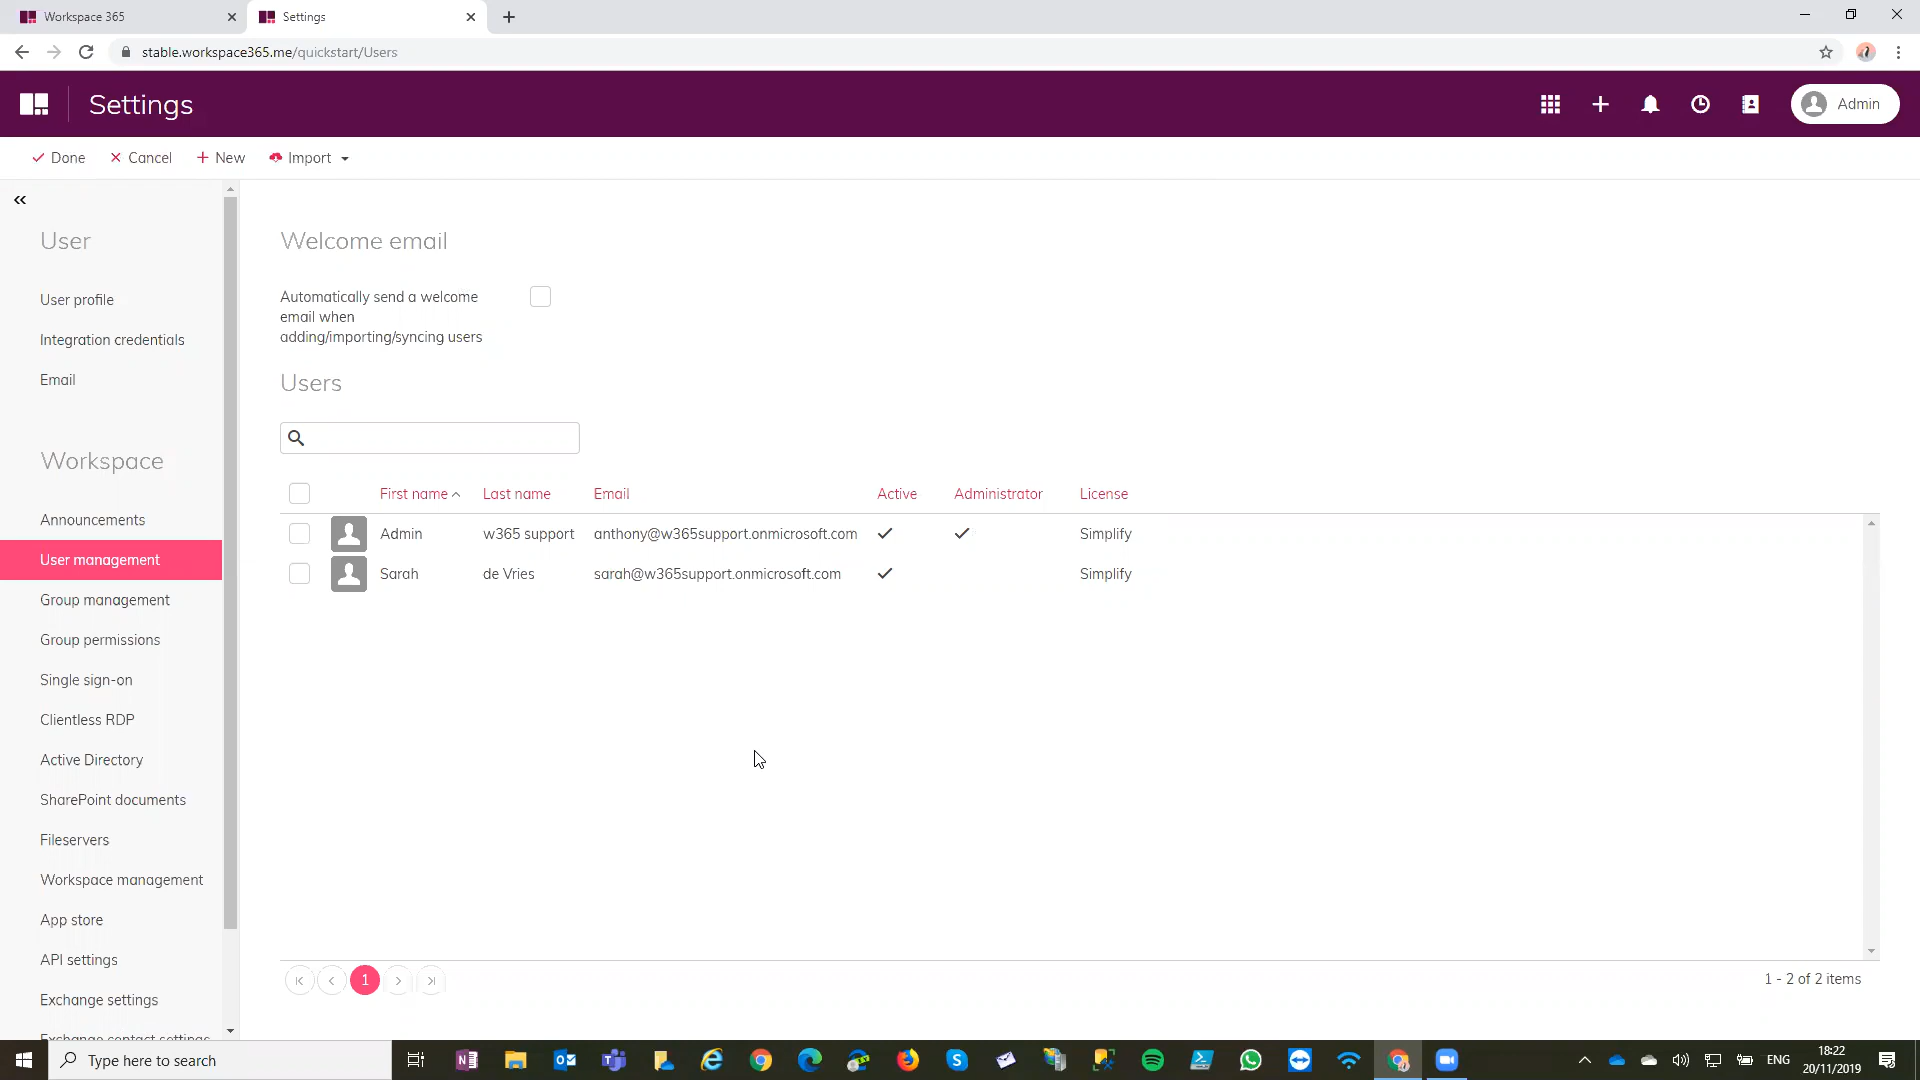 Workspace 365
Settings
stable.workspace365.me/quickstart/Users
Settings
Admin
Done
Cancel
New
Import
User
User profile
Integration credentials
Email
Workspace
Announcements
User management
Group management
Group permissions
Single sign-on
Clientless RDP
Active Directory
SharePoint documents
Fileservers
Workspace management
App store
API settings
Exchange settings
Exchange contact settings
Welcome email
Automatically send a welcome
email when
adding/importing/syncing users
Users
First name Last name Email Active Administrator License
Admin w365 support anthony@w365support.onmicrosoft.com Simplify
Sarah de Vries sarah@w365support.onmicrosoft.com Simplify
1
1 - 2 of 2 items
Type here to search
ENG
18:22
20/11/2019